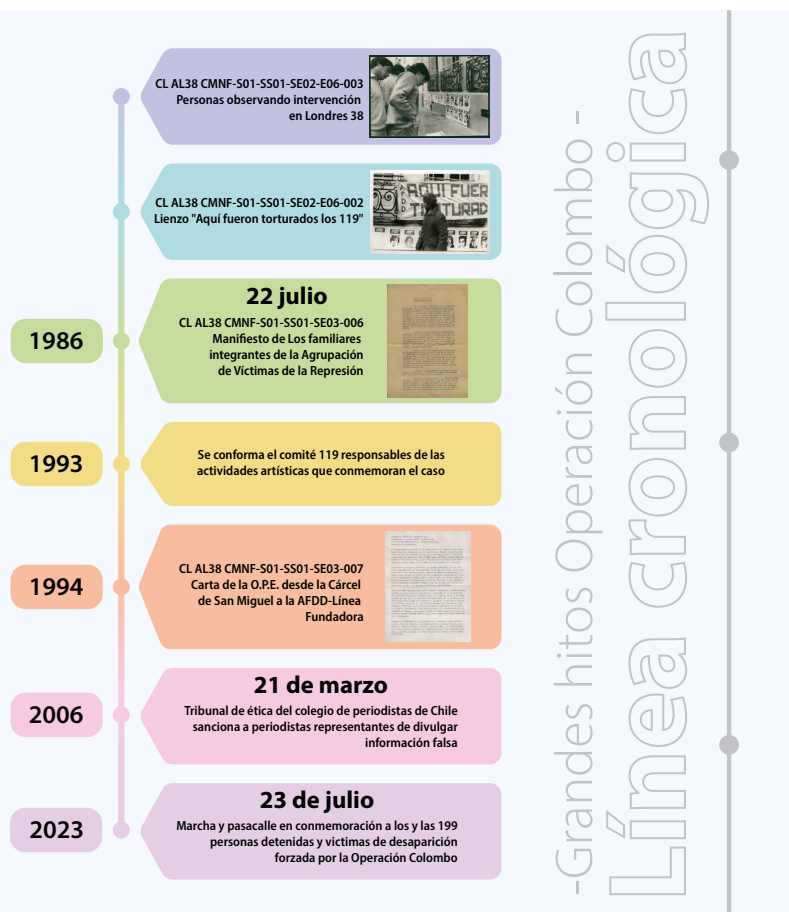 CL AL38 CMNF-S01-SS01-SE02-E06-003
Personas observando intervención
en Londres 38
CL AL38 CMNF-S01-SS01-SE02-E06-002
Lienzo "Aquí fueron torturados los 119"
AFDD
AQUI FUER
TURAD
1986
22 julio
CL AL38 CMNF-S01-SS01-SE03-006
Manifiesto de Los familiares
integrantes de la Agrupación
de Víctimas de la Represión
1993
Se conforma el comité 119 responsables de las
actividades artísticas que conmemoran el caso
1994
CL AL38 CMNF-S01-SS01-SE03-007
Carta de la O.P.E. desde la Cárcel
de San Miguel a la AFDD-Línea
Fundadora
2006
21 de marzo
Tribunal de ética del colegio de periodistas de Chile
sanciona a periodistas representantes de divulgar
información falsa
2023
23 de julio
Marcha y pasacalle en conmemoración a los y las 199
personas detenidas y victimas de desaparición
forzada por la Operación Colombo
-Grandes hitos Operación Colombo -
Línea cronológica